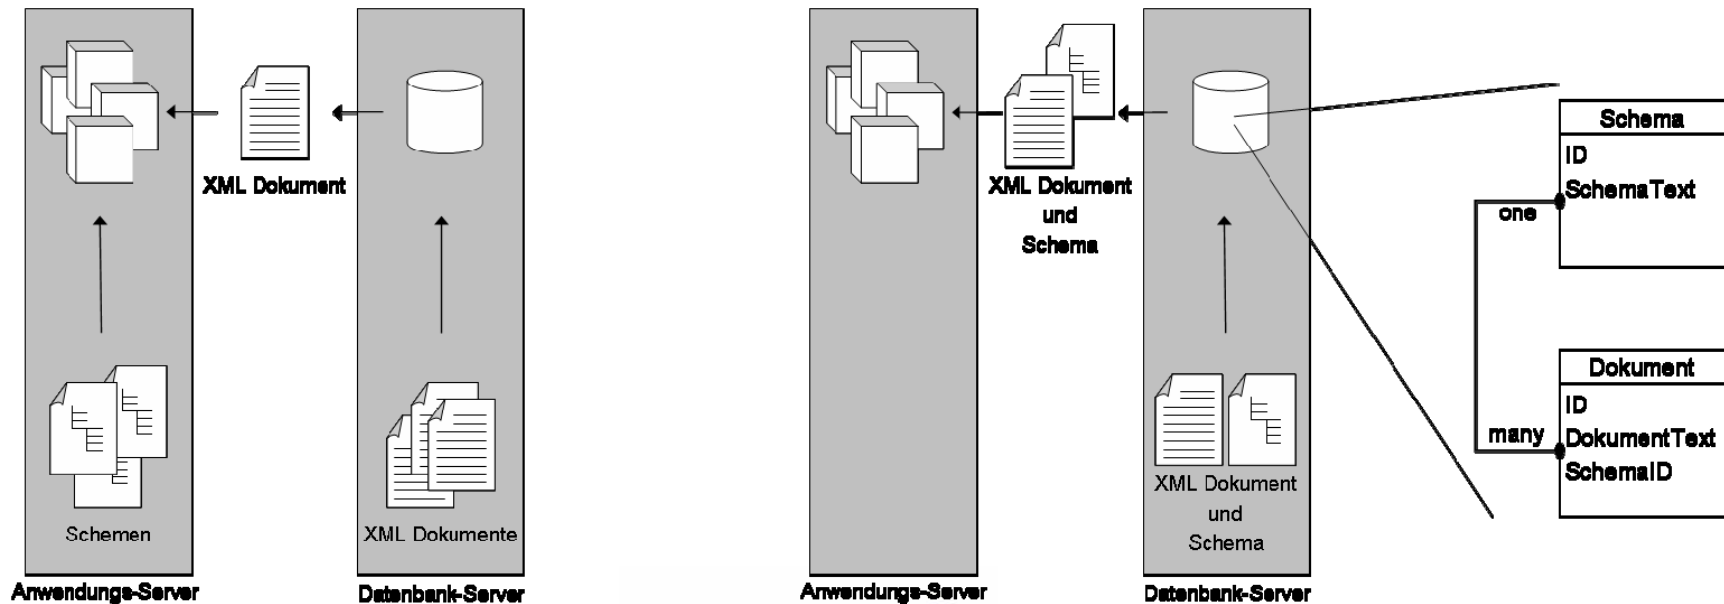 XML Dokument
Schemen
XML Dokumente
Anwendungs-Server
Datenbank-Server
XML Dokument
und
Schema
XML Dokument
und
Schema
Anwendungs-Server
Datenbank-Server
Schema
ID
SchemaText
one
Dokument
ID
many
DokumentText
SchemaID